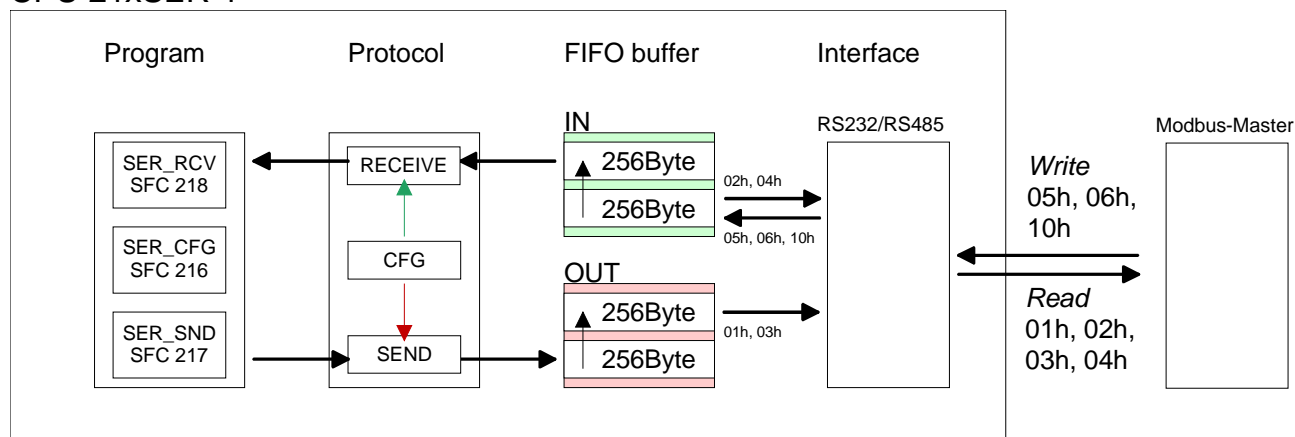 Program
Protocol
FIFO buffer
Interface
IN
RS232/RS485
Modbus-Master
SER_RCV
SFC 218
RECEIVE
256Byte
256Byte
02h, 04h
05h, 06h, 10h
Write
05h, 06h,
10h
SER_CFG
SFC 216
CFG
OUT
SER_SND
SFC 217
SEND
256Byte
256Byte
01h, 03h
Read
01h, 02h,
03h, 04h